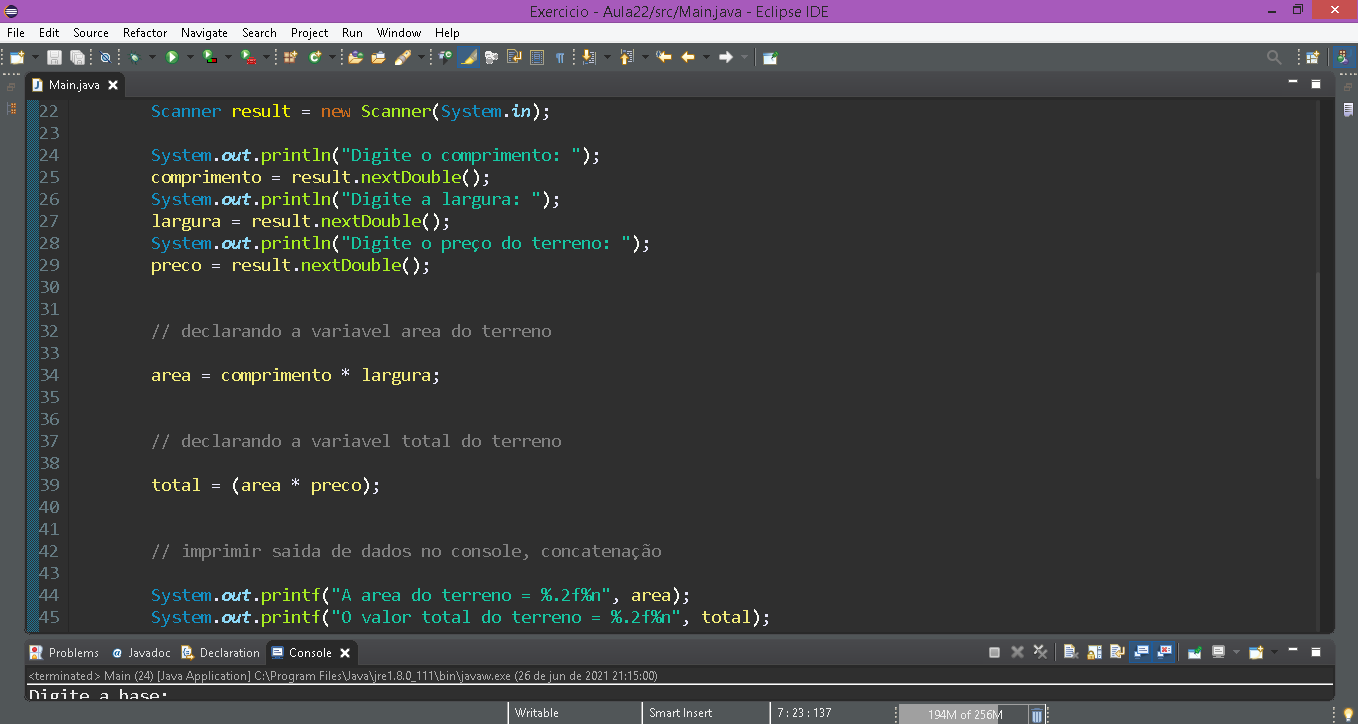 Exercicio - Aula22/src/Main.java - Eclipse IDE
File Edit Source Refactor Navigate Search Project Run Window Help
Main.java
22 Scanner result = new Scanner(System.in);
23
24 System.out.println("Digite o comprimento: ");
25 comprimento = result.nextDouble();
26 System.out.println("Digite a largura: ");
27 largura = result.nextDouble();
28 System.out.println("Digite o preço do terreno: ");
29 preco = result.nextDouble();
30
31
32 // declarando a variavel area do terreno
33
34 area = comprimento * largura;
35
36
37 // declarando a variavel total do terreno
38
39 total = (area * preco);
40
41
42 // imprimir saida de dados no console, concatenação
43
44 System.out.printf("A area do terreno = %.2f%n", area);
45 System.out.printf("O valor total do terreno = %.2f%n", total);
Problems @ Javadoc Declaration Console
<terminated> Main (24) [Java Application] C:\Program Files\Java\jre1.8.0_111\bin\javaw.exe (26 de jun de 2021 21:15:00)
Digite a base:
Writable Smart Insert 7 : 23 : 137 194M of 256M